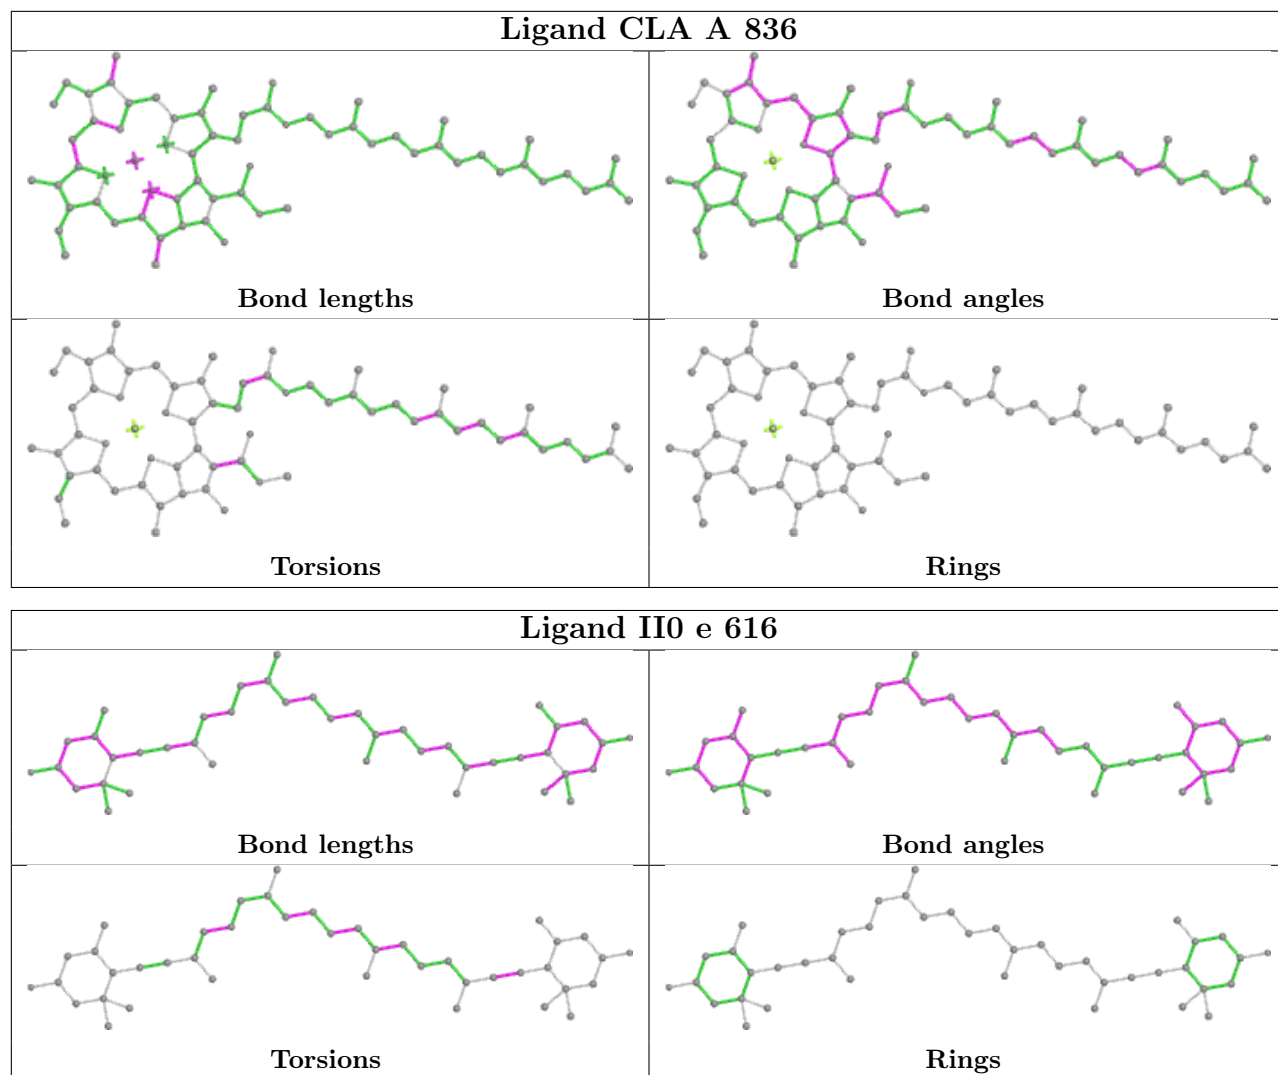 Ligand CLA A 836
Bond lengths
Bond angles
Torsions
Rings
Ligand II0 e 616
Bond lengths
Bond angles
Torsions
Rings